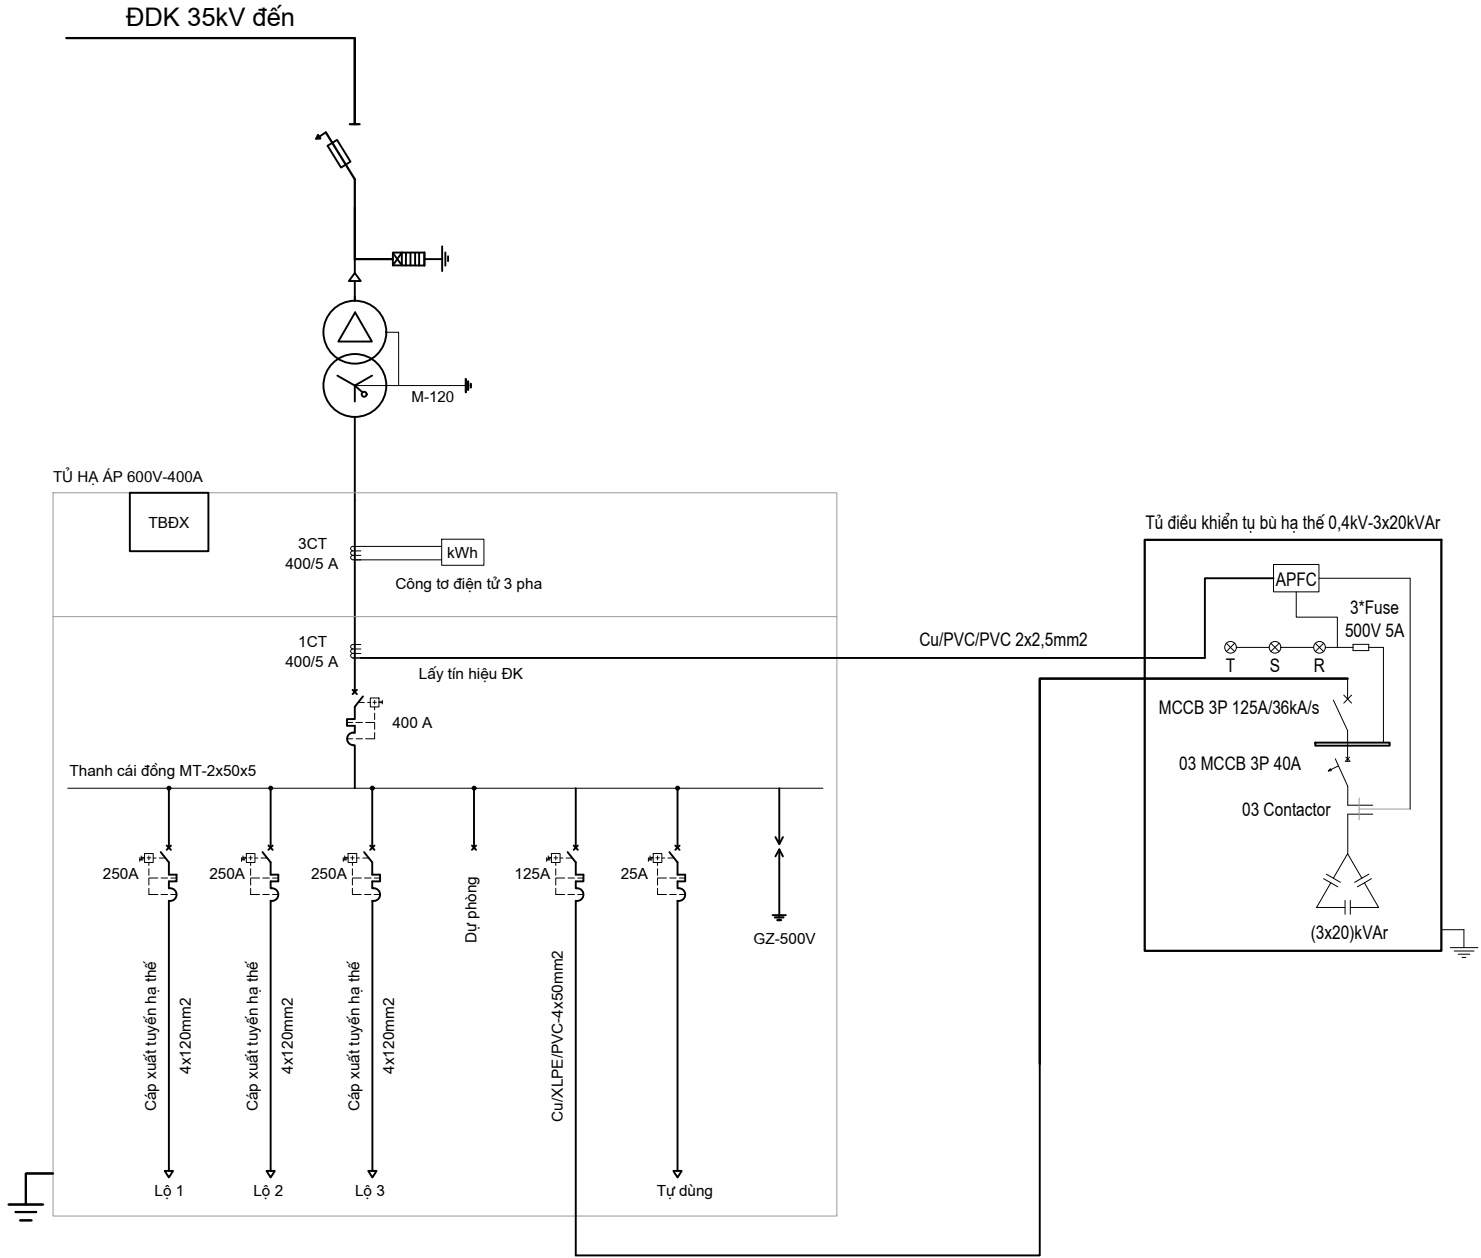 ĐDK 35kV đến
M-120
TỦ HẠ ÁP 600V-400A
TBĐX
3CT
400/5 A
kWh
Công tơ điện tử 3 pha
1CT
400/5 A
Lấy tín hiệu ĐK
400 A
Thanh cái đồng MT-2x50x5
250A
250A
250A
Dự phòng
125A
25A
GZ-500V
Cáp xuất tuyến hạ thế
4x120mm2
Cáp xuất tuyến hạ thế
4x120mm2
Cáp xuất tuyến hạ thế
4x120mm2
Cu/XLPE/PVC-4x50mm2
Lộ 1
Lộ 2
Lộ 3
Tự dùng
Cu/PVC/PVC 2x2,5mm2
Tủ điều khiển tụ bù hạ thế 0,4kV-3x20kVAr
APFC
3*Fuse
500V 5A
T
S
R
MCCB 3P 125A/36kA/s
03 MCCB 3P 40A
03 Contactor
(3x20)kVAr